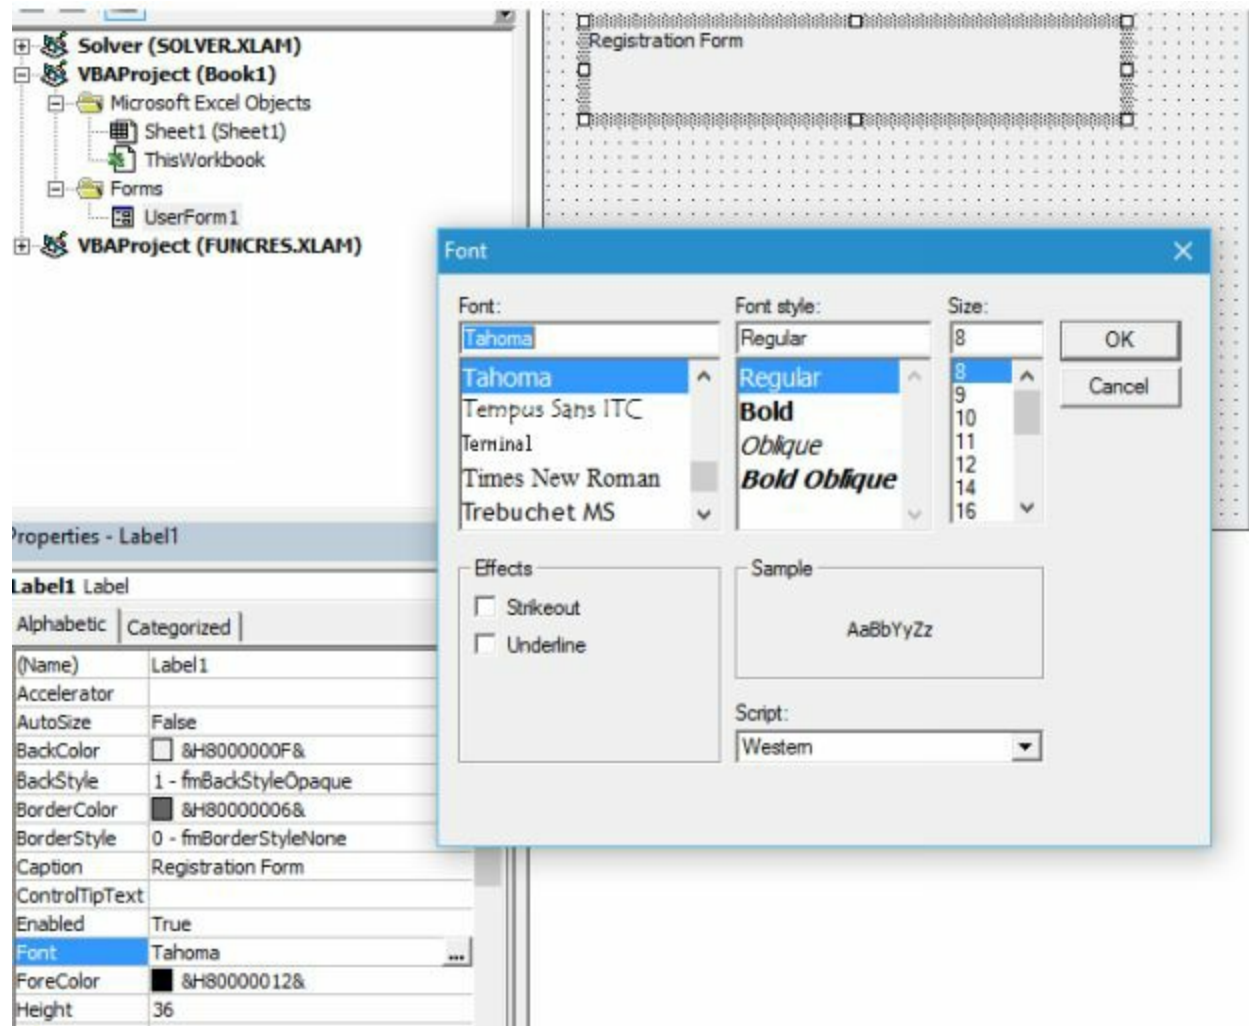 Solver (SOLVER.XLAM)
VBAProject (Book1)
Microsoft Excel Objects
Sheet1 (Sheet1)
ThisWorkbook
Forms
UserForm1
VBAProject (FUNCRES.XLAM)
Registration Form
Font
Font:
Font style:
Size:
Tahoma
Regular
8
OK
Cancel
Tahoma
Tempus Sans ITC
Terminal
Times New Roman
Trebuchet MS
Regular
Bold
Oblique
Bold Oblique
8
9
10
11
12
14
16
Effects
Strikeout
Underline
Sample
AaBbYyZz
Script:
Western
Properties - Label1
Label1 Label
Alphabetic
Categorized
(Name) Label1
Accelerator
AutoSize False
BackColor &H8000000F&
BackStyle 1 - fmBackStyleOpaque
BorderColor &H80000006&
BorderStyle 0 - fmBorderStyleNone
Caption Registration Form
ControlTipText
Enabled True
Font Tahoma ...
ForeColor &H80000012&
Height 36